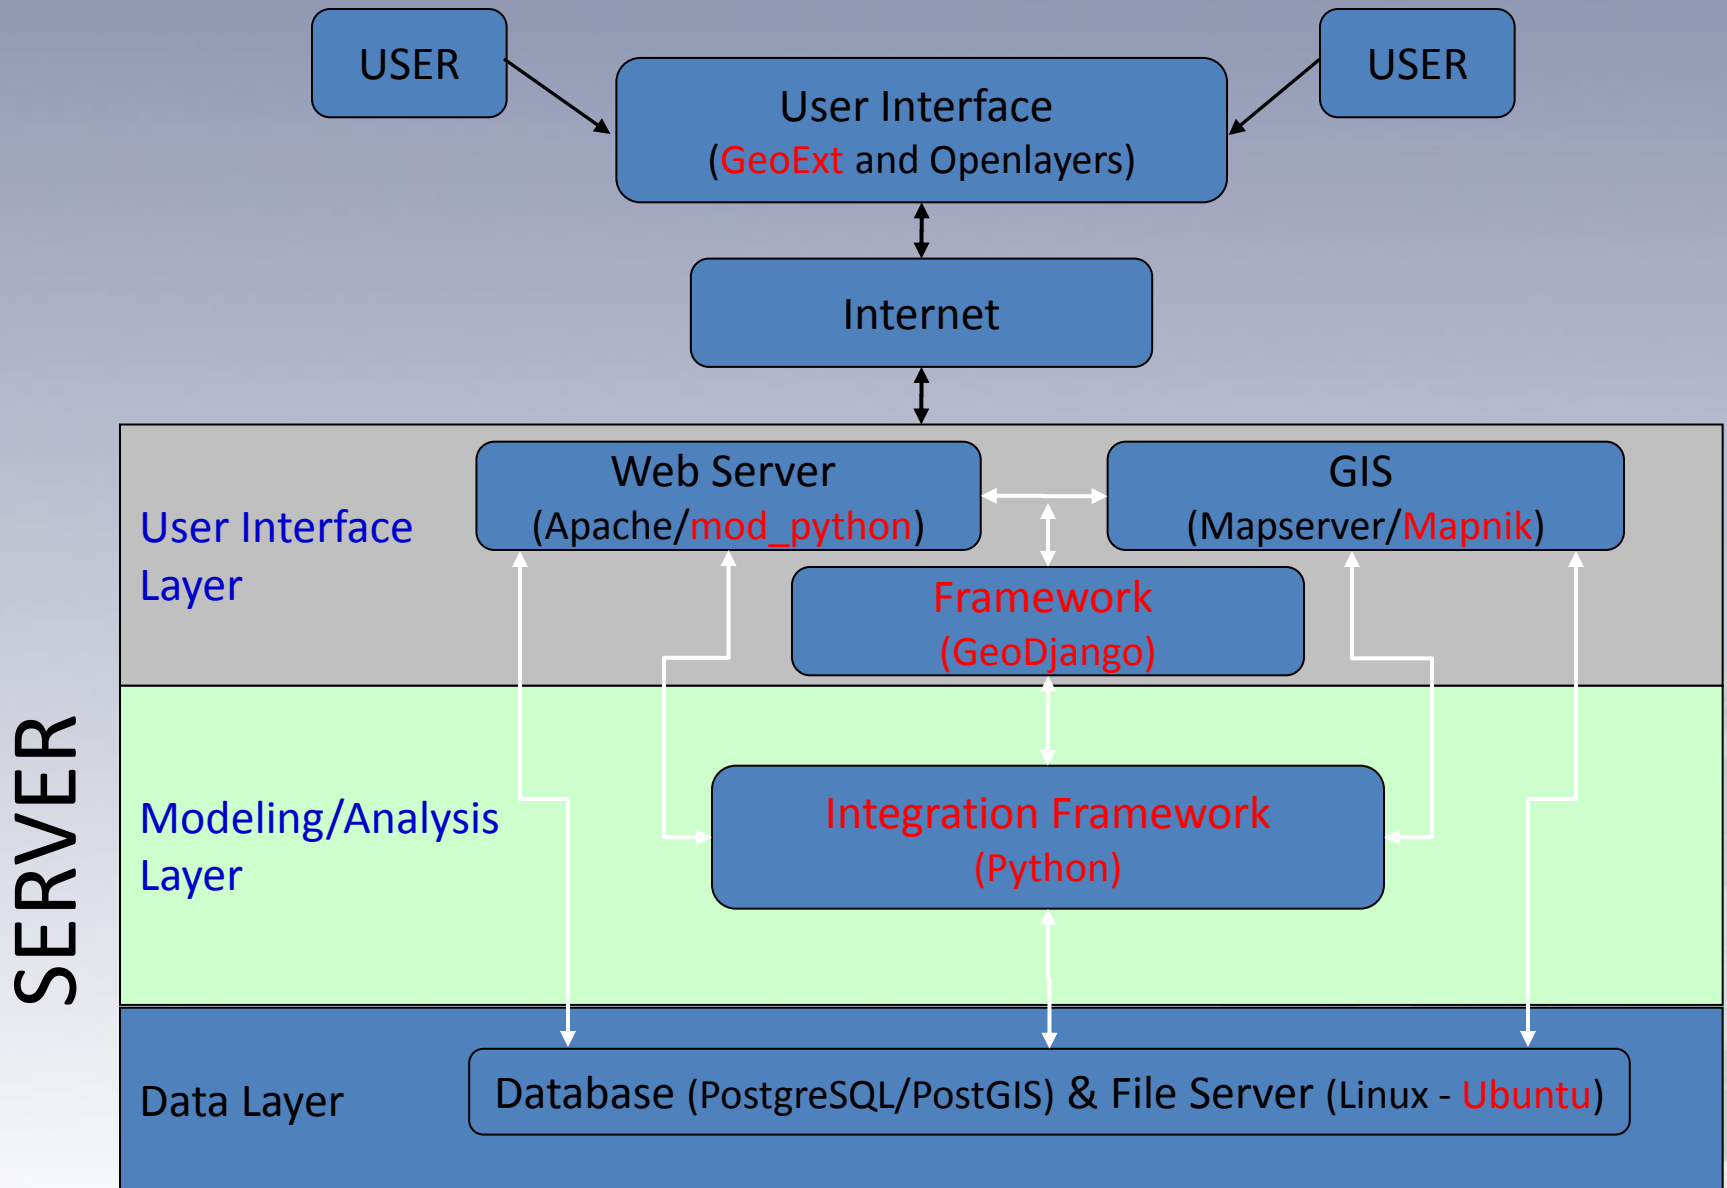 USER
USER
User Interface
(GeoExt and Openlayers)
Internet
SERVER
User Interface
Layer
Web Server
(Apache/mod_python)
GIS
(Mapserver/Mapnik)
Framework
(GeoDjango)
Modeling/Analysis
Layer
Integration Framework
(Python)
Data Layer
Database (PostgreSQL/PostGIS) & File Server (Linux - Ubuntu)